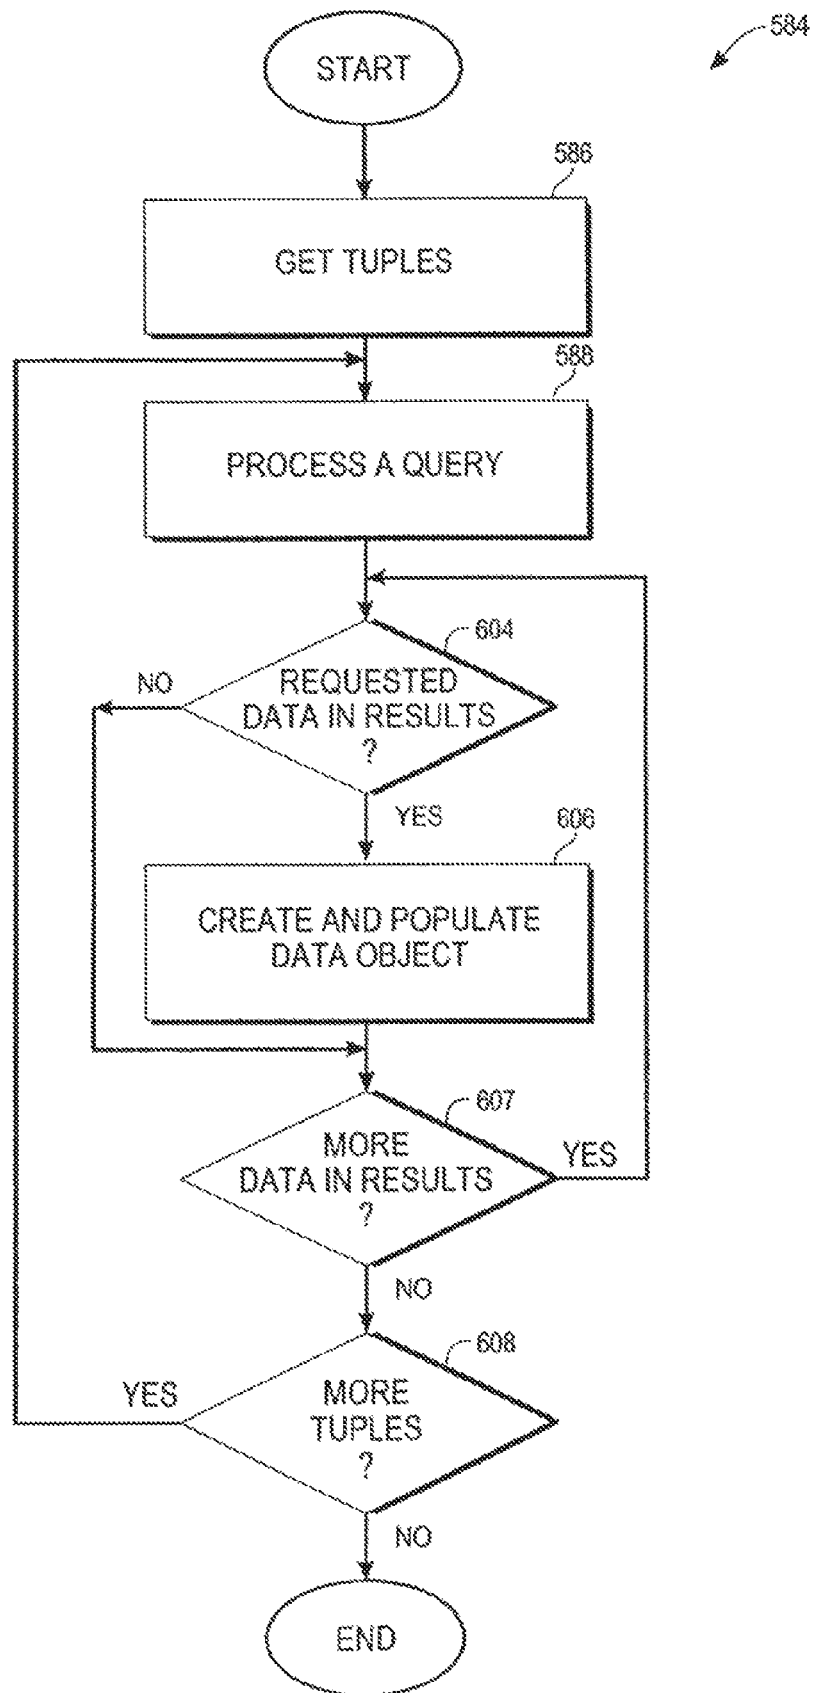 584
START
586
GET TUPLES
588
PROCESS A QUERY
604
NO
REQUESTED
DATA IN RESULTS
?
YES
606
CREATE AND POPULATE
DATA OBJECT
607
MORE
DATA IN RESULTS
?
YES
NO
608
YES
MORE
TUPLES
?
NO
END